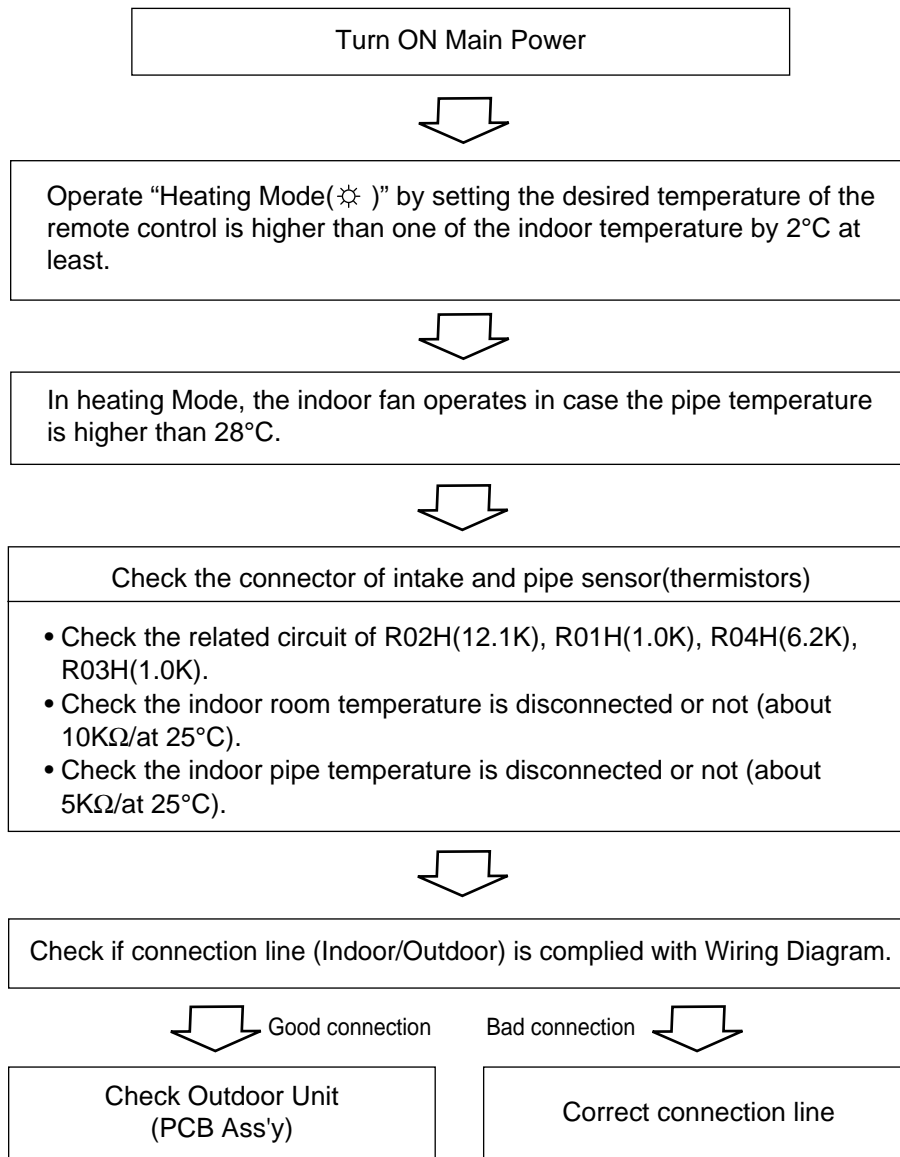 Turn ON Main Power
Operate “Heating Mode(☼ )” by setting the desired temperature of the
remote control is higher than one of the indoor temperature by 2°C at
least.
In heating Mode, the indoor fan operates in case the pipe temperature
is higher than 28°C.
Check the connector of intake and pipe sensor(thermistors)
• Check the related circuit of R02H(12.1K), R01H(1.0K), R04H(6.2K),
R03H(1.0K).
• Check the indoor room temperature is disconnected or not (about
10KΩ/at 25°C).
• Check the indoor pipe temperature is disconnected or not (about
5KΩ/at 25°C).
Check if connection line (Indoor/Outdoor) is complied with Wiring Diagram.
Good connection
Bad connection
Check Outdoor Unit
(PCB Ass'y)
Correct connection line